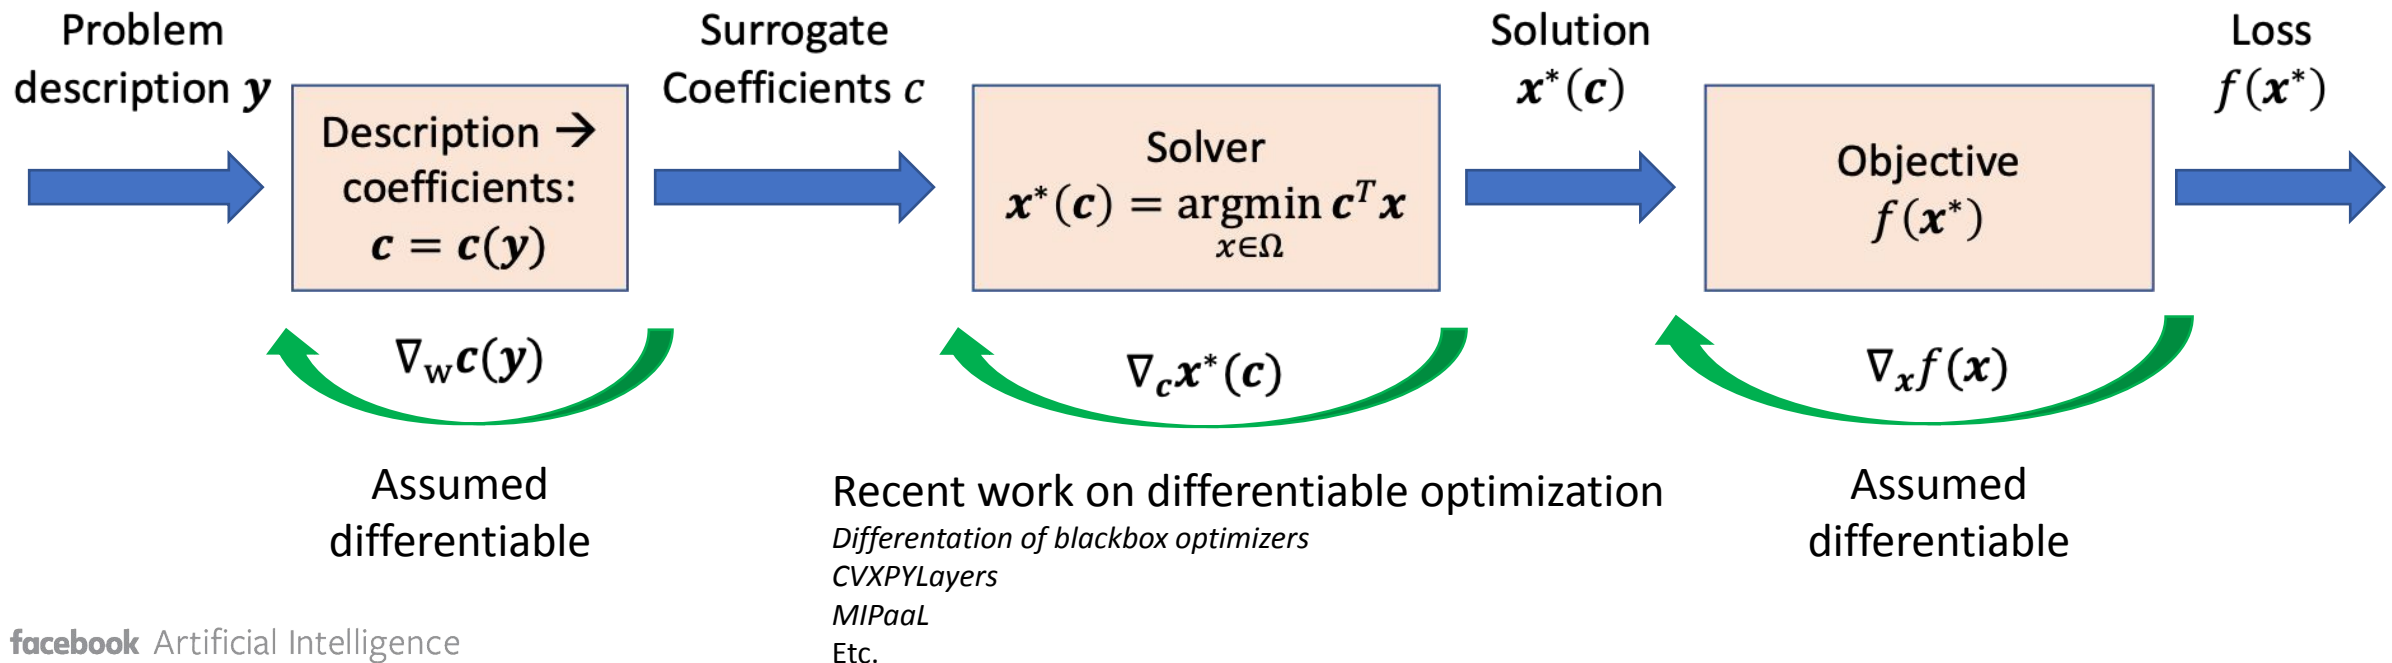 Problem
description 𝒚
Description →
coefficients:
𝒄 = 𝒄(𝒚)
Surrogate
Coefficients 𝑐
Solver
𝒙*(𝒄) = argmin 𝒄ᵀ𝒙
𝑥∈Ω
Solution
𝒙*(𝒄)
Objective
𝑓(𝒙*)
Loss
𝑓(𝒙*)
∇w𝒄(𝒚)
∇𝒄𝒙*(𝒄)
∇𝒙𝑓(𝒙)
Assumed
differentiable
Recent work on differentiable optimization
Differentation of blackbox optimizers
CVXPYLayers
MIPaaL
Etc.
Assumed
differentiable
facebook Artificial Intelligence